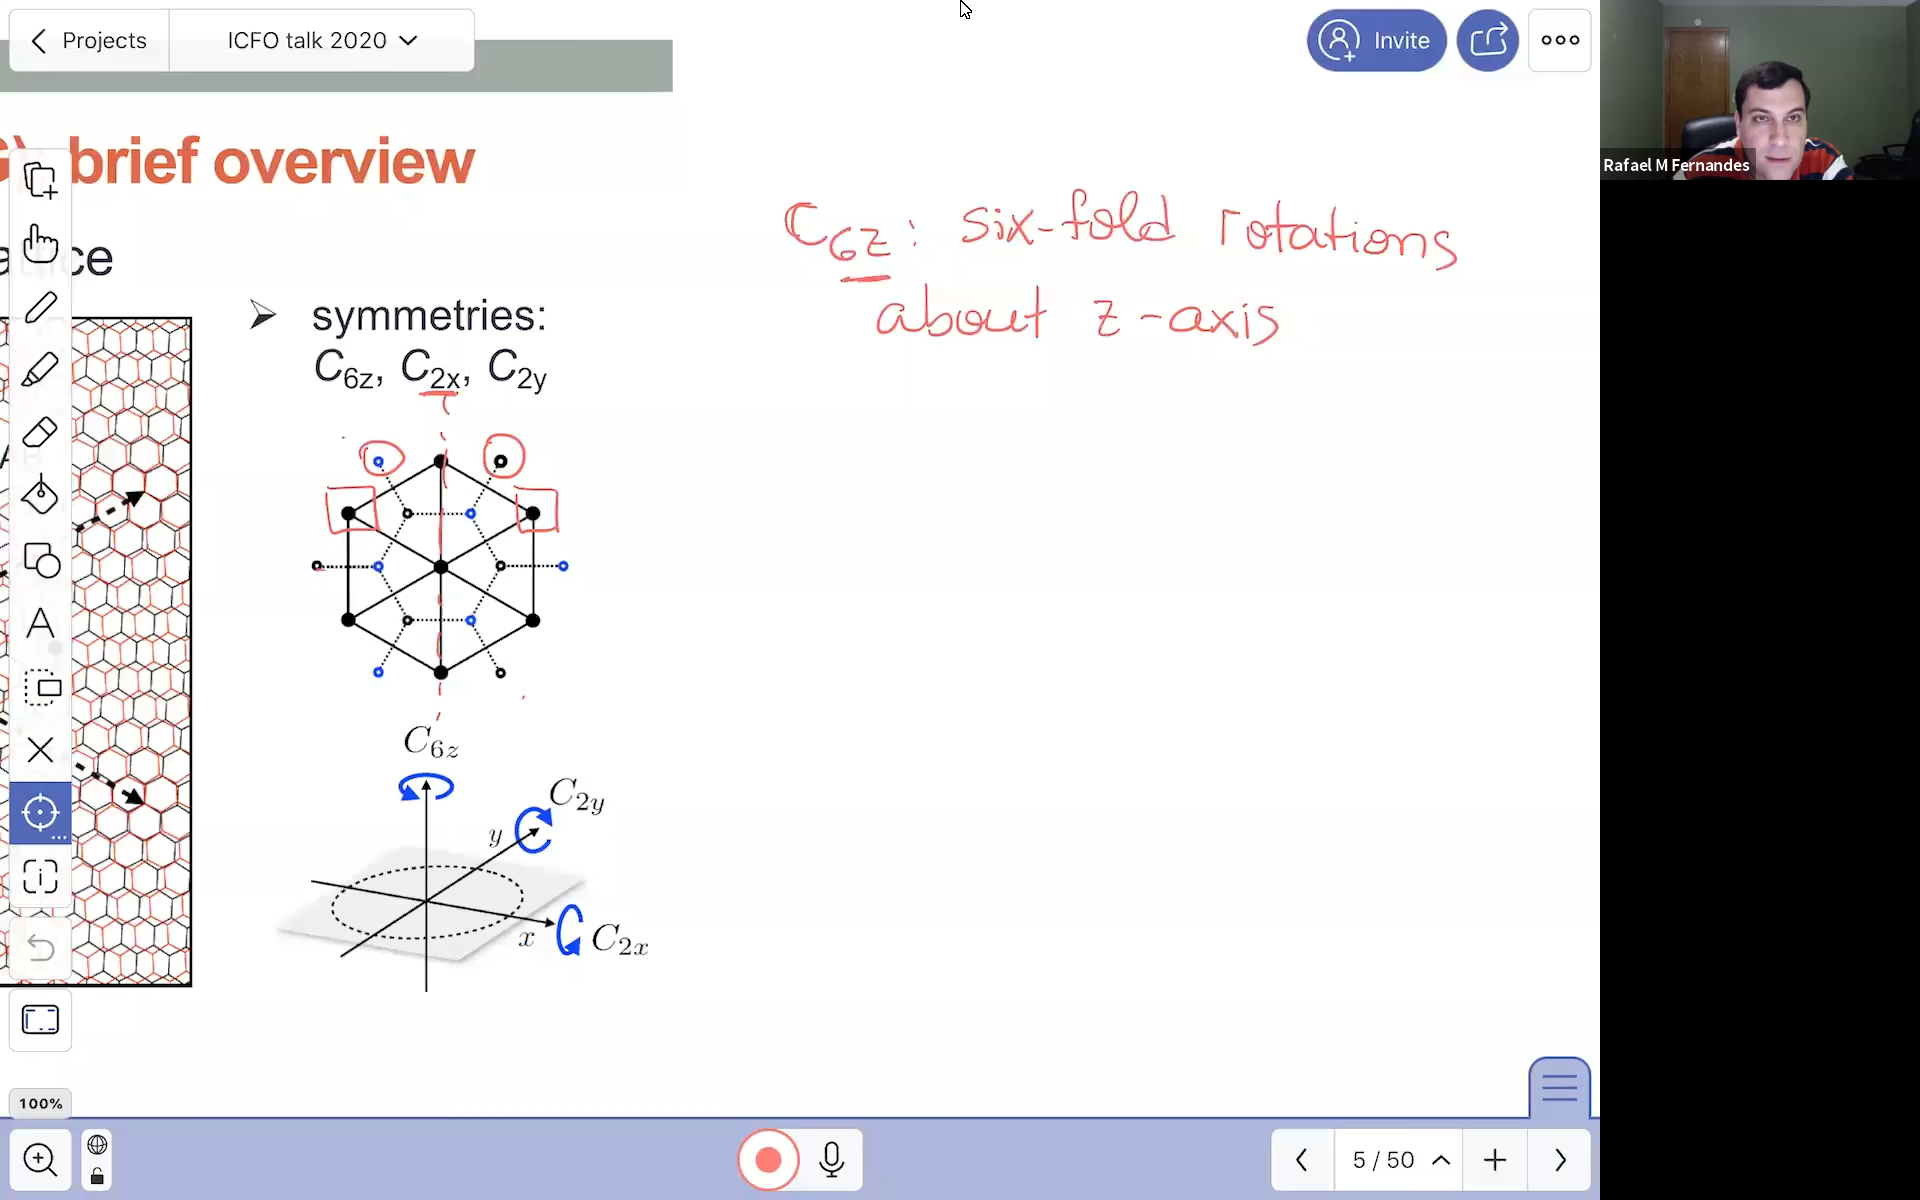 Projects
ICFO talk 2020
Invite
Rafael M Fernandes
brief overview
C6z: six-fold rotations
about z-axis
symmetries:
C6z, C2x, C2y
C6z
C2y
y
x
C2x
100%
5 / 50